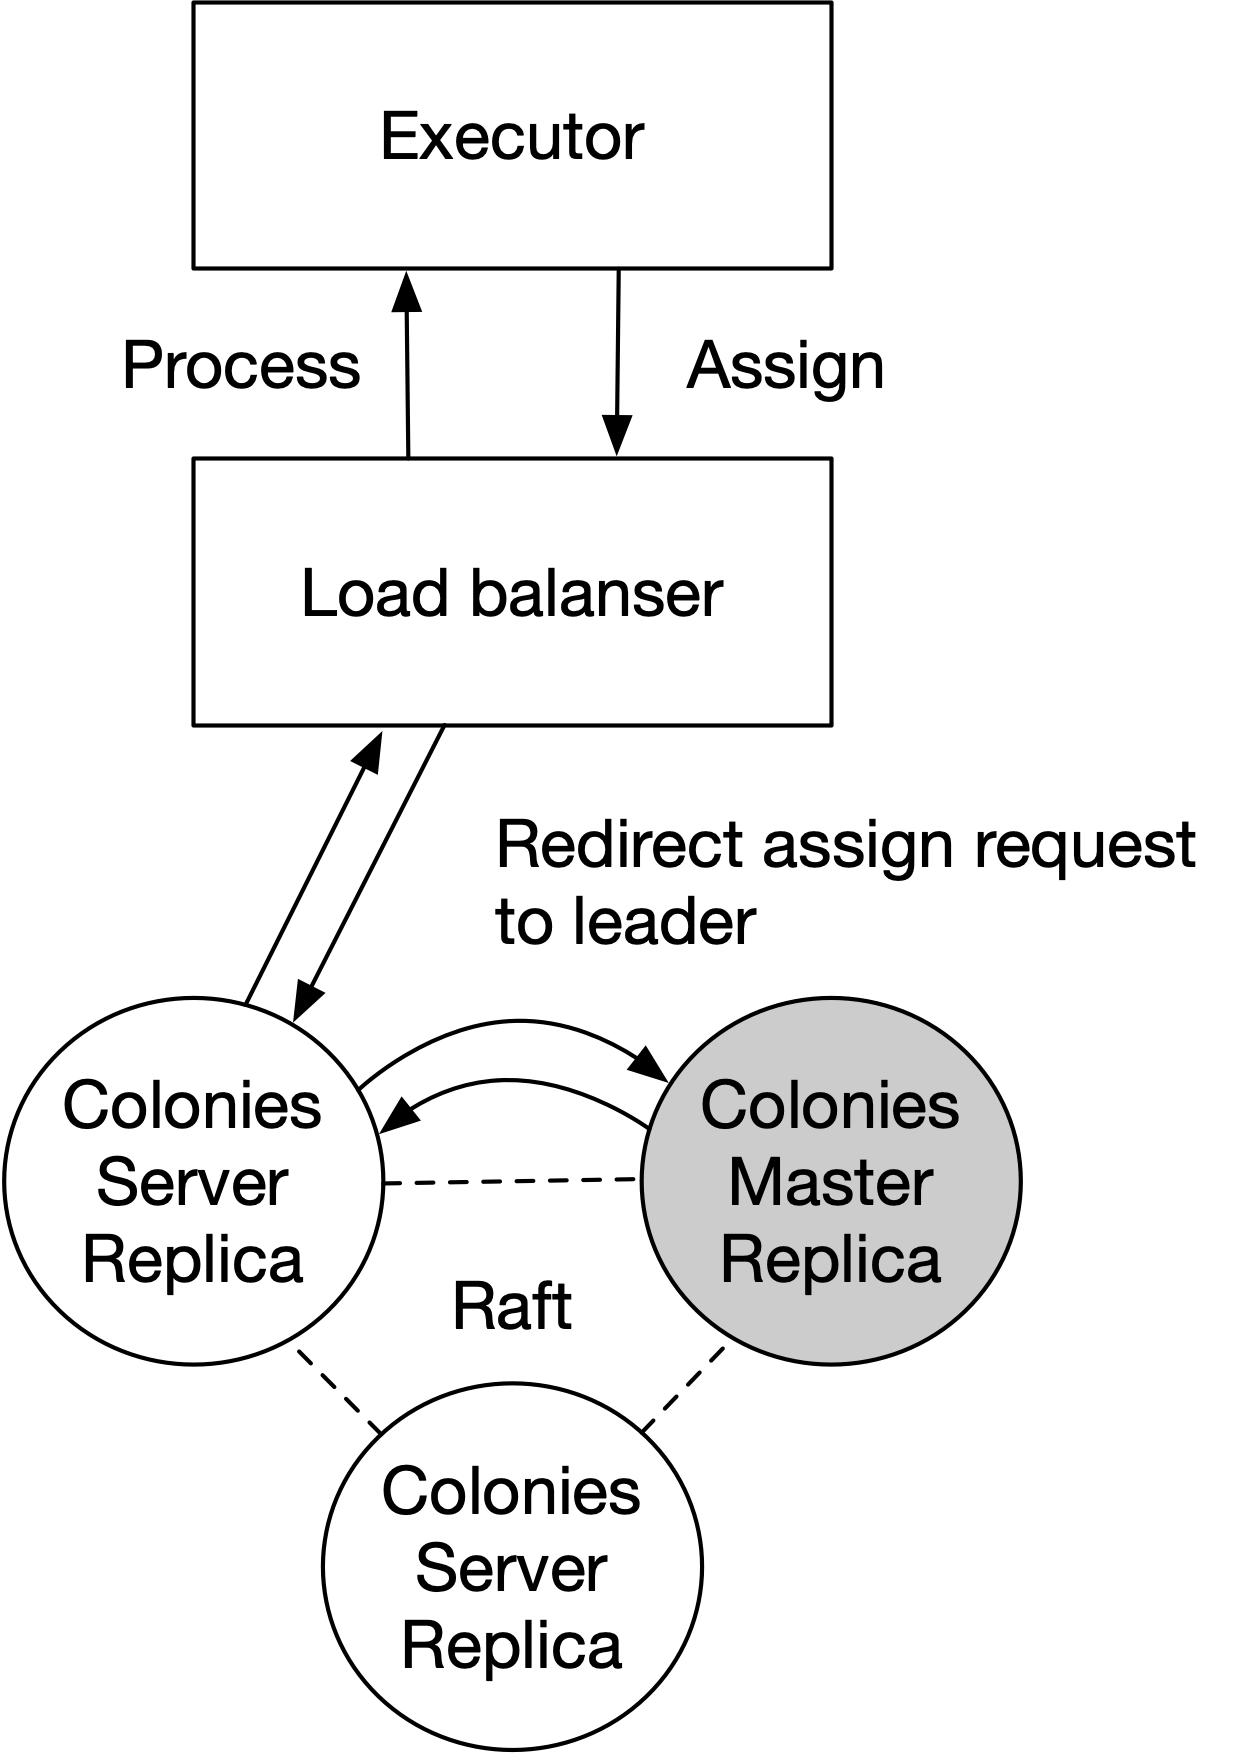 Executor
Process
Assign
Load balanser
Redirect assign request
to leader
Colonies
Server
Replica
Colonies
Master
Replica
Raft
Colonies
Server
Replica